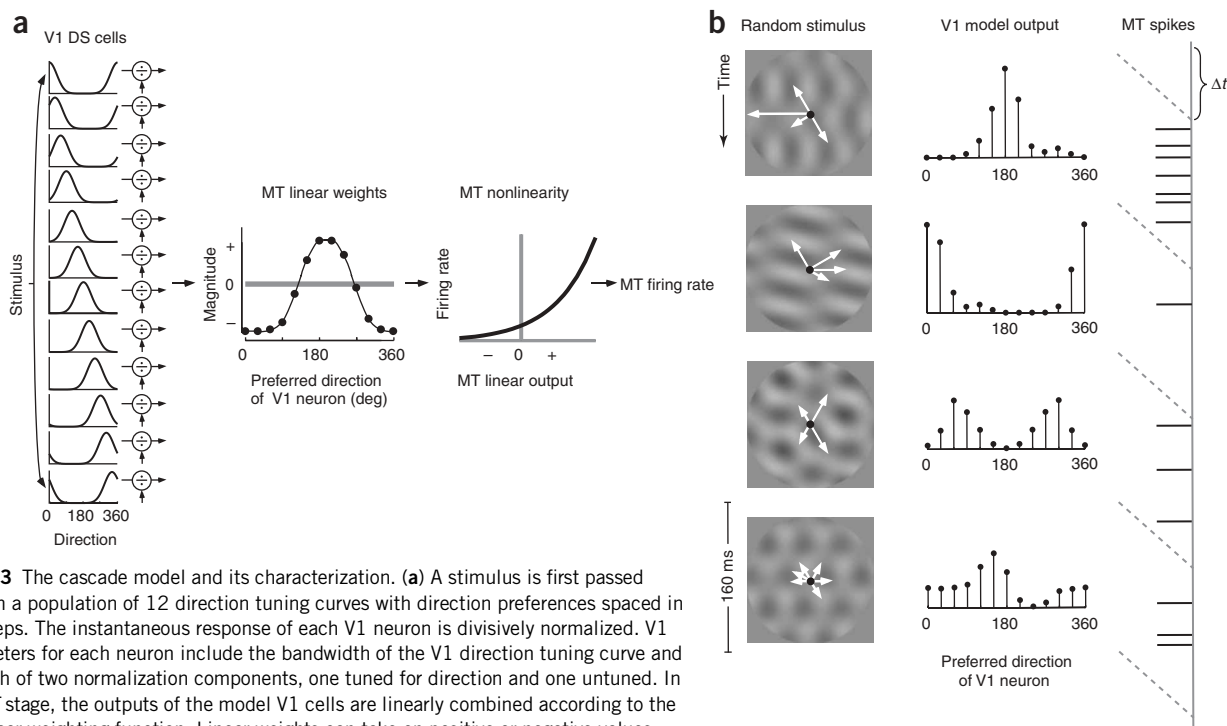 a
V1 DS cells
Stimulus
0 180 360
Direction
MT linear weights
Magnitude
+
0
–
0 180 360
Preferred direction
of V1 neuron (deg)
MT nonlinearity
Firing rate
– 0 +
MT linear output
MT firing rate
b
Random stimulus
V1 model output
MT spikes
Time
Δt
0 180 360
0 180 360
0 180 360
160 ms
0 180 360
Preferred direction
of V1 neuron
3 The cascade model and its characterization. (a) A stimulus is first passed
a population of 12 direction tuning curves with direction preferences spaced in
eps. The instantaneous response of each V1 neuron is divisively normalized. V1
eters for each neuron include the bandwidth of the V1 direction tuning curve and
h of two normalization components, one tuned for direction and one untuned. In
stage, the outputs of the model V1 cells are linearly combined according to the